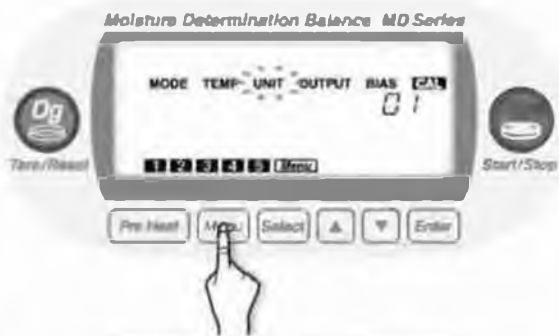 Moisture Determination Balance MD Series
MODE TEMP UNIT OUTPUT BIAS CAL
01
Dg
Tare/Reset
Start/Stop
1 2 3 4 5 Menu
Pre Heat Menu Select ▲ ▼ Enter